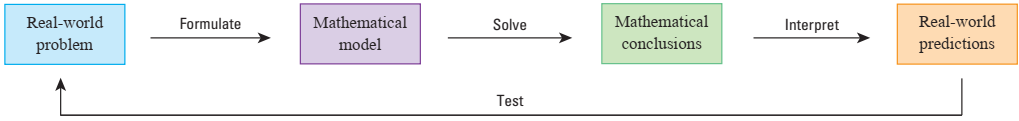 Real-world
problem
Formulate
Mathematical
model
Solve
Mathematical
conclusions
Interpret
Real-world
predictions
Test